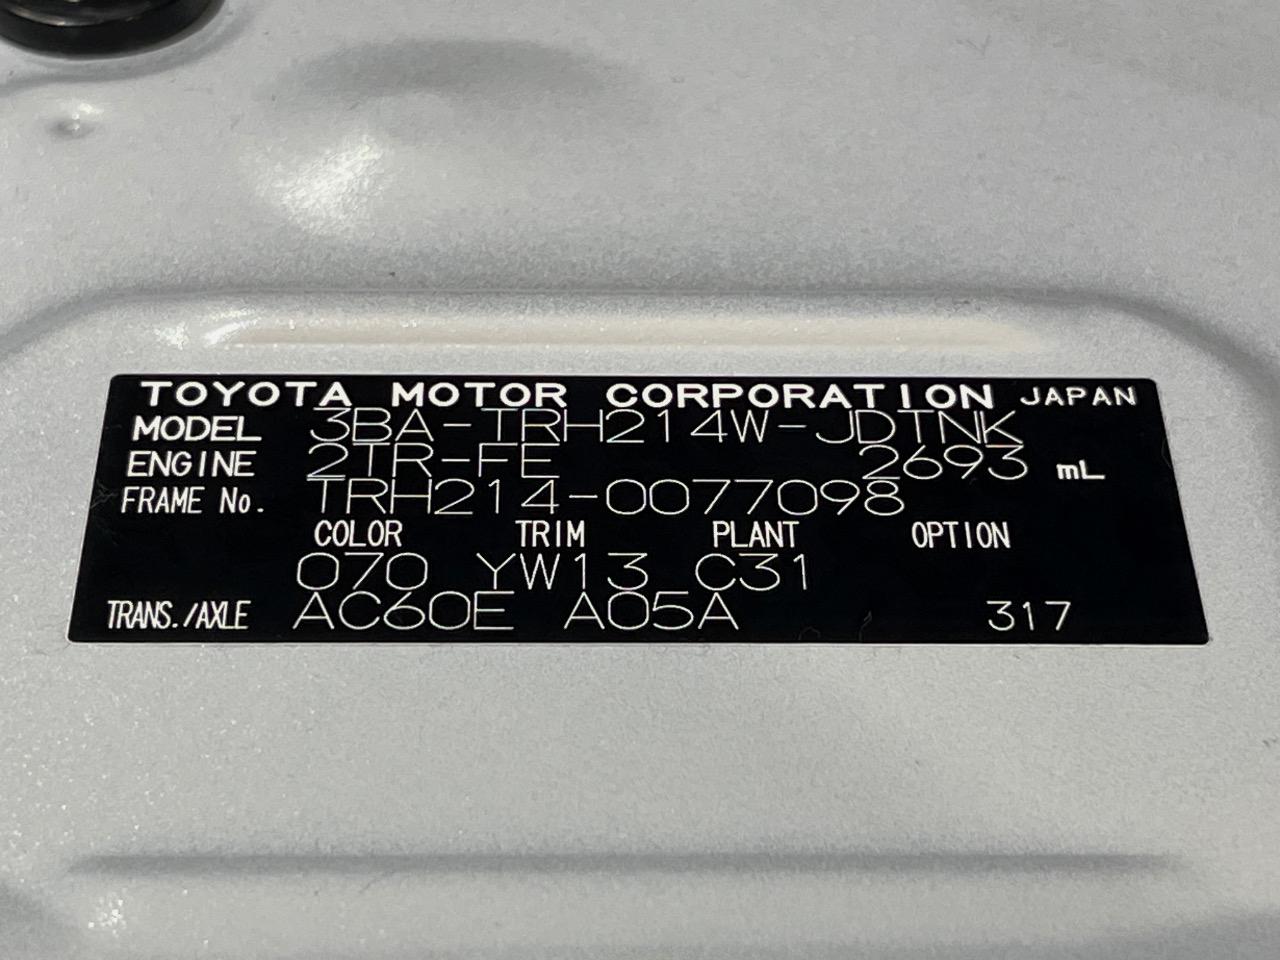 TOYOTA MOTOR CORPORATION JAPAN
MODEL 3BA-TRH214W-JDTNK
ENGINE 2TR-FE 2693 mL
FRAME No. TRH214-0077098
COLOR TRIM PLANT OPTION
070 YW13 C31
TRANS./AXLE AC60E A05A 317